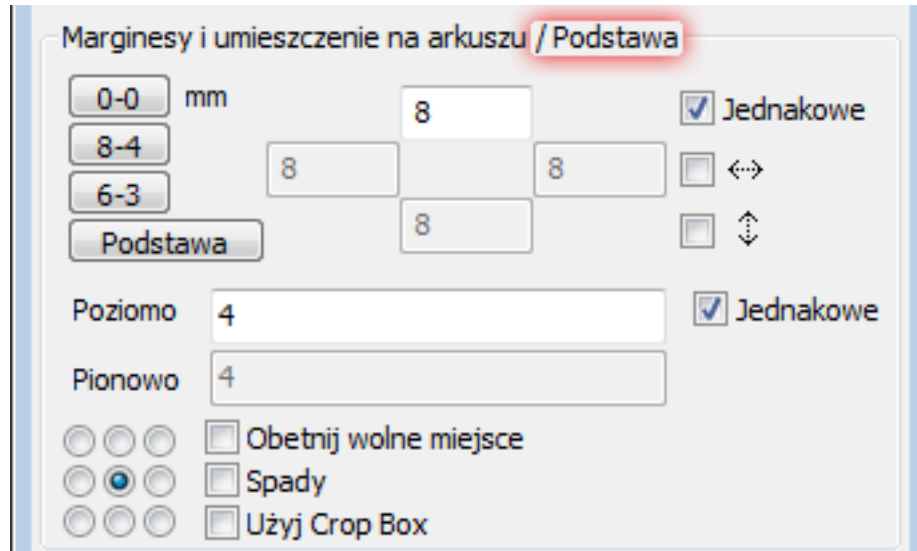 Marginesy i umieszczenie na arkuszu / Podstawa
0-0 mm 8 Jednakowe
8-4
8 8
6-3
8
Podstawa
Poziomo 4 Jednakowe
Pionowo 4
Obetnij wolne miejsce
Spady
Użyj Crop Box